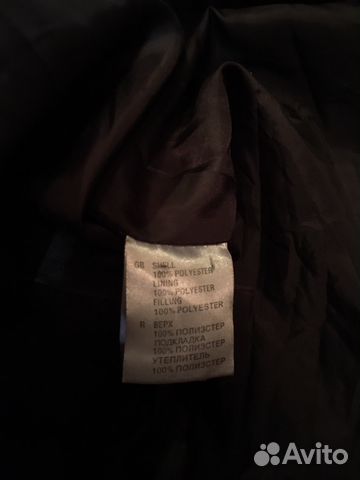 GB SHELL
100% POLYESTER
LINING
100% POLYESTER
FILLING
100% POLYESTER
R ВЕРХ
100% ПОЛИЭСТЕР
ПОДКЛАДКА
100% ПОЛИЭСТЕР
УТЕПЛИТЕЛЬ
100% ПОЛИЭСТЕР
Avito